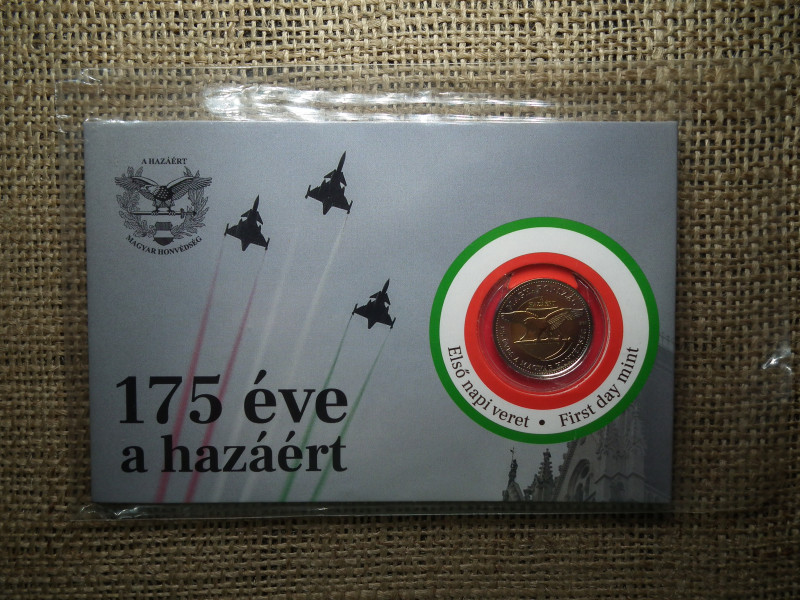 A HAZÁÉRT
MAGYAR HONVÉDSÉG
175 éve
a hazáért
Első napi veret • First day mint